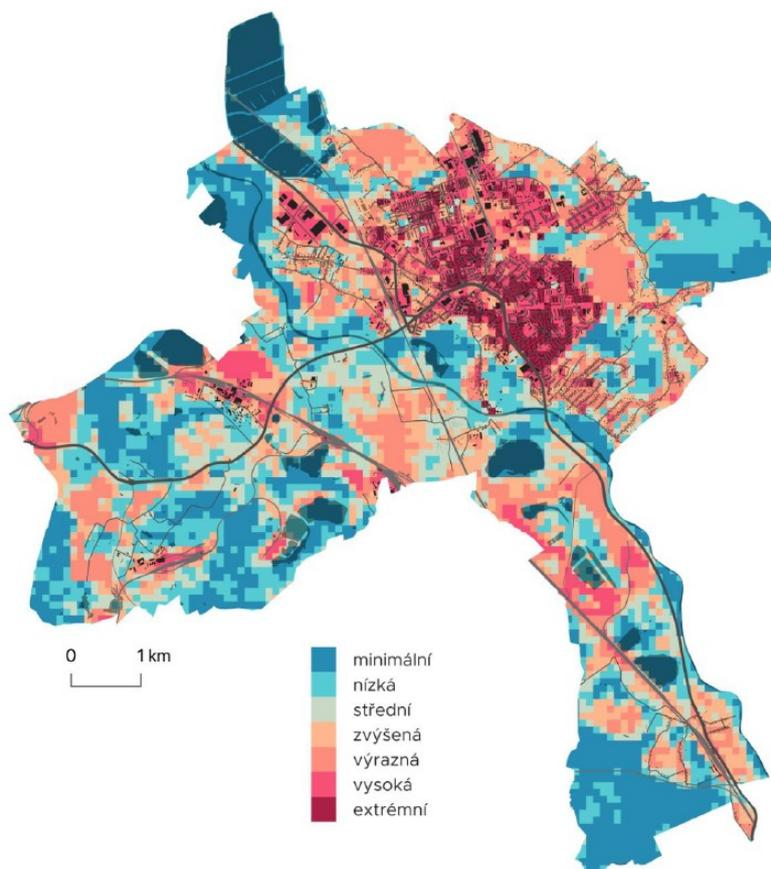 0 1 km
minimální
nízká
střední
zvýšená
výrazná
vysoká
extrémní